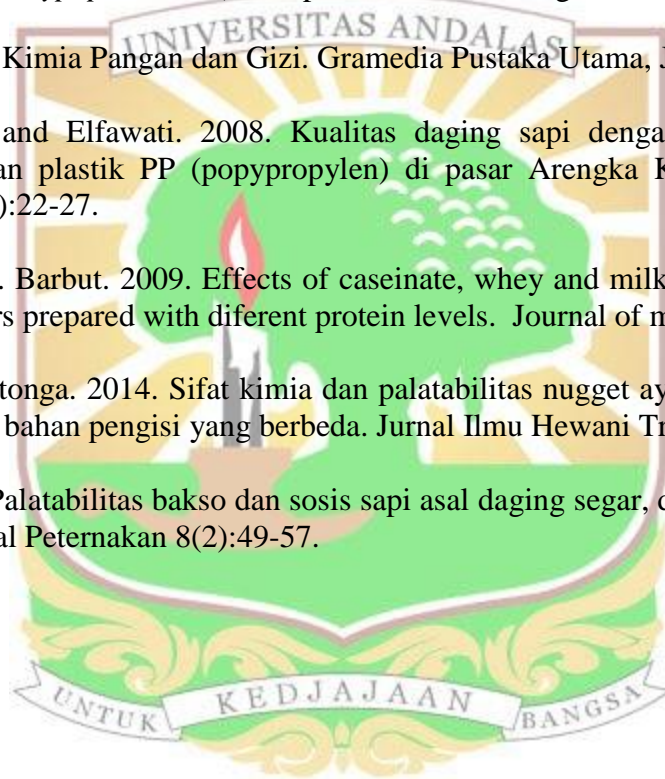 UNIVERSITAS ANDALAS
Kimia Pangan dan Gizi. Gramedia Pustaka Utama, J
and Elfawati. 2008. Kualitas daging sapi denga
an plastik PP (popypropylen) di pasar Arengka K
):22-27.
. Barbut. 2009. Effects of caseinate, whey and milk
rs prepared with diferent protein levels. Journal of m
tonga. 2014. Sifat kimia dan palatabilitas nugget ay
bahan pengisi yang berbeda. Jurnal Ilmu Hewani Tr
Palatabilitas bakso dan sosis sapi asal daging segar, d
al Peternakan 8(2):49-57.
UNTUK KEDJAJAAN BANGSA